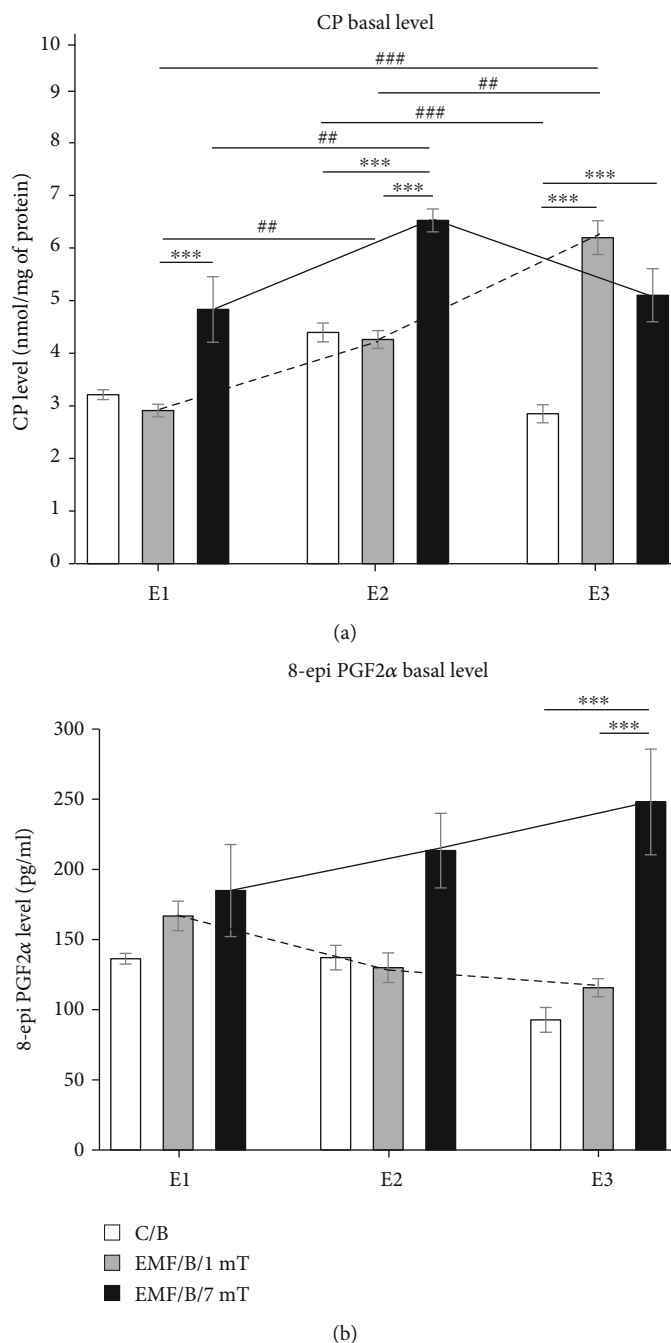 CP basal level
10
9
8
7
6
5
4
3
2
1
0
CP level (nmol/mg of protein)
###
##
###
##
***
***
***
***
##
***
E1 E2 E3
(a)
8-epi PGF2α basal level
300
250
200
150
100
50
0
8-epi PGF2α level (pg/ml)
***
***
E1 E2 E3
C/B
EMF/B/1 mT
EMF/B/7 mT
(b)